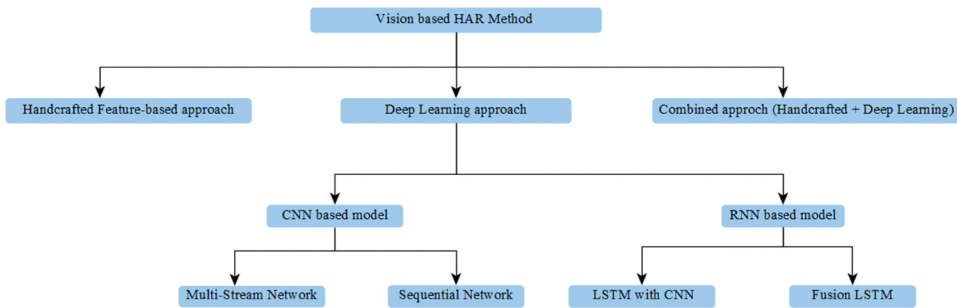 Vision based HAR Method
Handcrafted Feature-based approach
Deep Learning approach
Combined approch (Handcrafted + Deep Learning)
CNN based model
RNN based model
Multi-Stream Network
Sequential Network
LSTM with CNN
Fusion LSTM